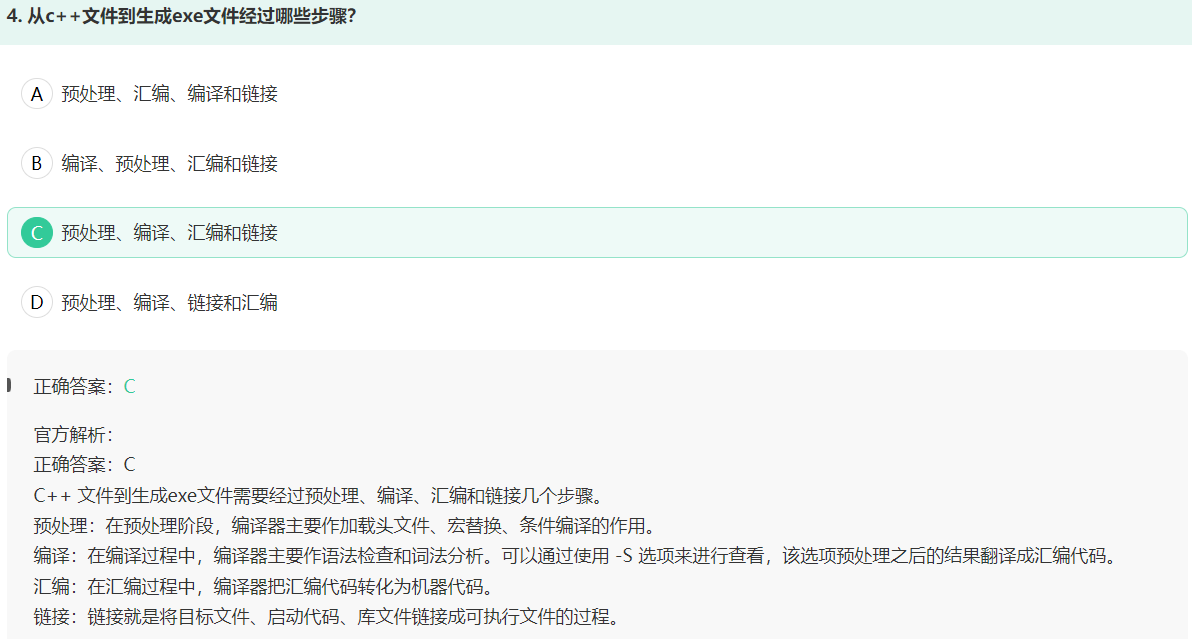 4. 从c++文件到生成exe文件经过哪些步骤?
A 预处理、汇编、编译和链接
B 编译、预处理、汇编和链接
C 预处理、编译、汇编和链接
D 预处理、编译、链接和汇编
正确答案：C
官方解析：
正确答案：C
C++ 文件到生成exe文件需要经过预处理、编译、汇编和链接几个步骤。
预处理：在预处理阶段，编译器主要作加载头文件、宏替换、条件编译的作用。
编译：在编译过程中，编译器主要作语法检查和词法分析。可以通过使用 -S 选项来进行查看，该选项预处理之后的结果翻译成汇编代码。
汇编：在汇编过程中，编译器把汇编代码转化为机器代码。
链接：链接就是将目标文件、启动代码、库文件链接成可执行文件的过程。